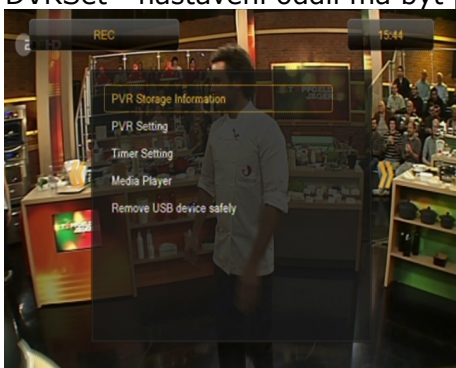 DVRSet - nastavení oddíl má být
REC
15:44
HD
PVR Storage Information
PVR Setting
Timer Setting
Media Player
Remove USB device safely